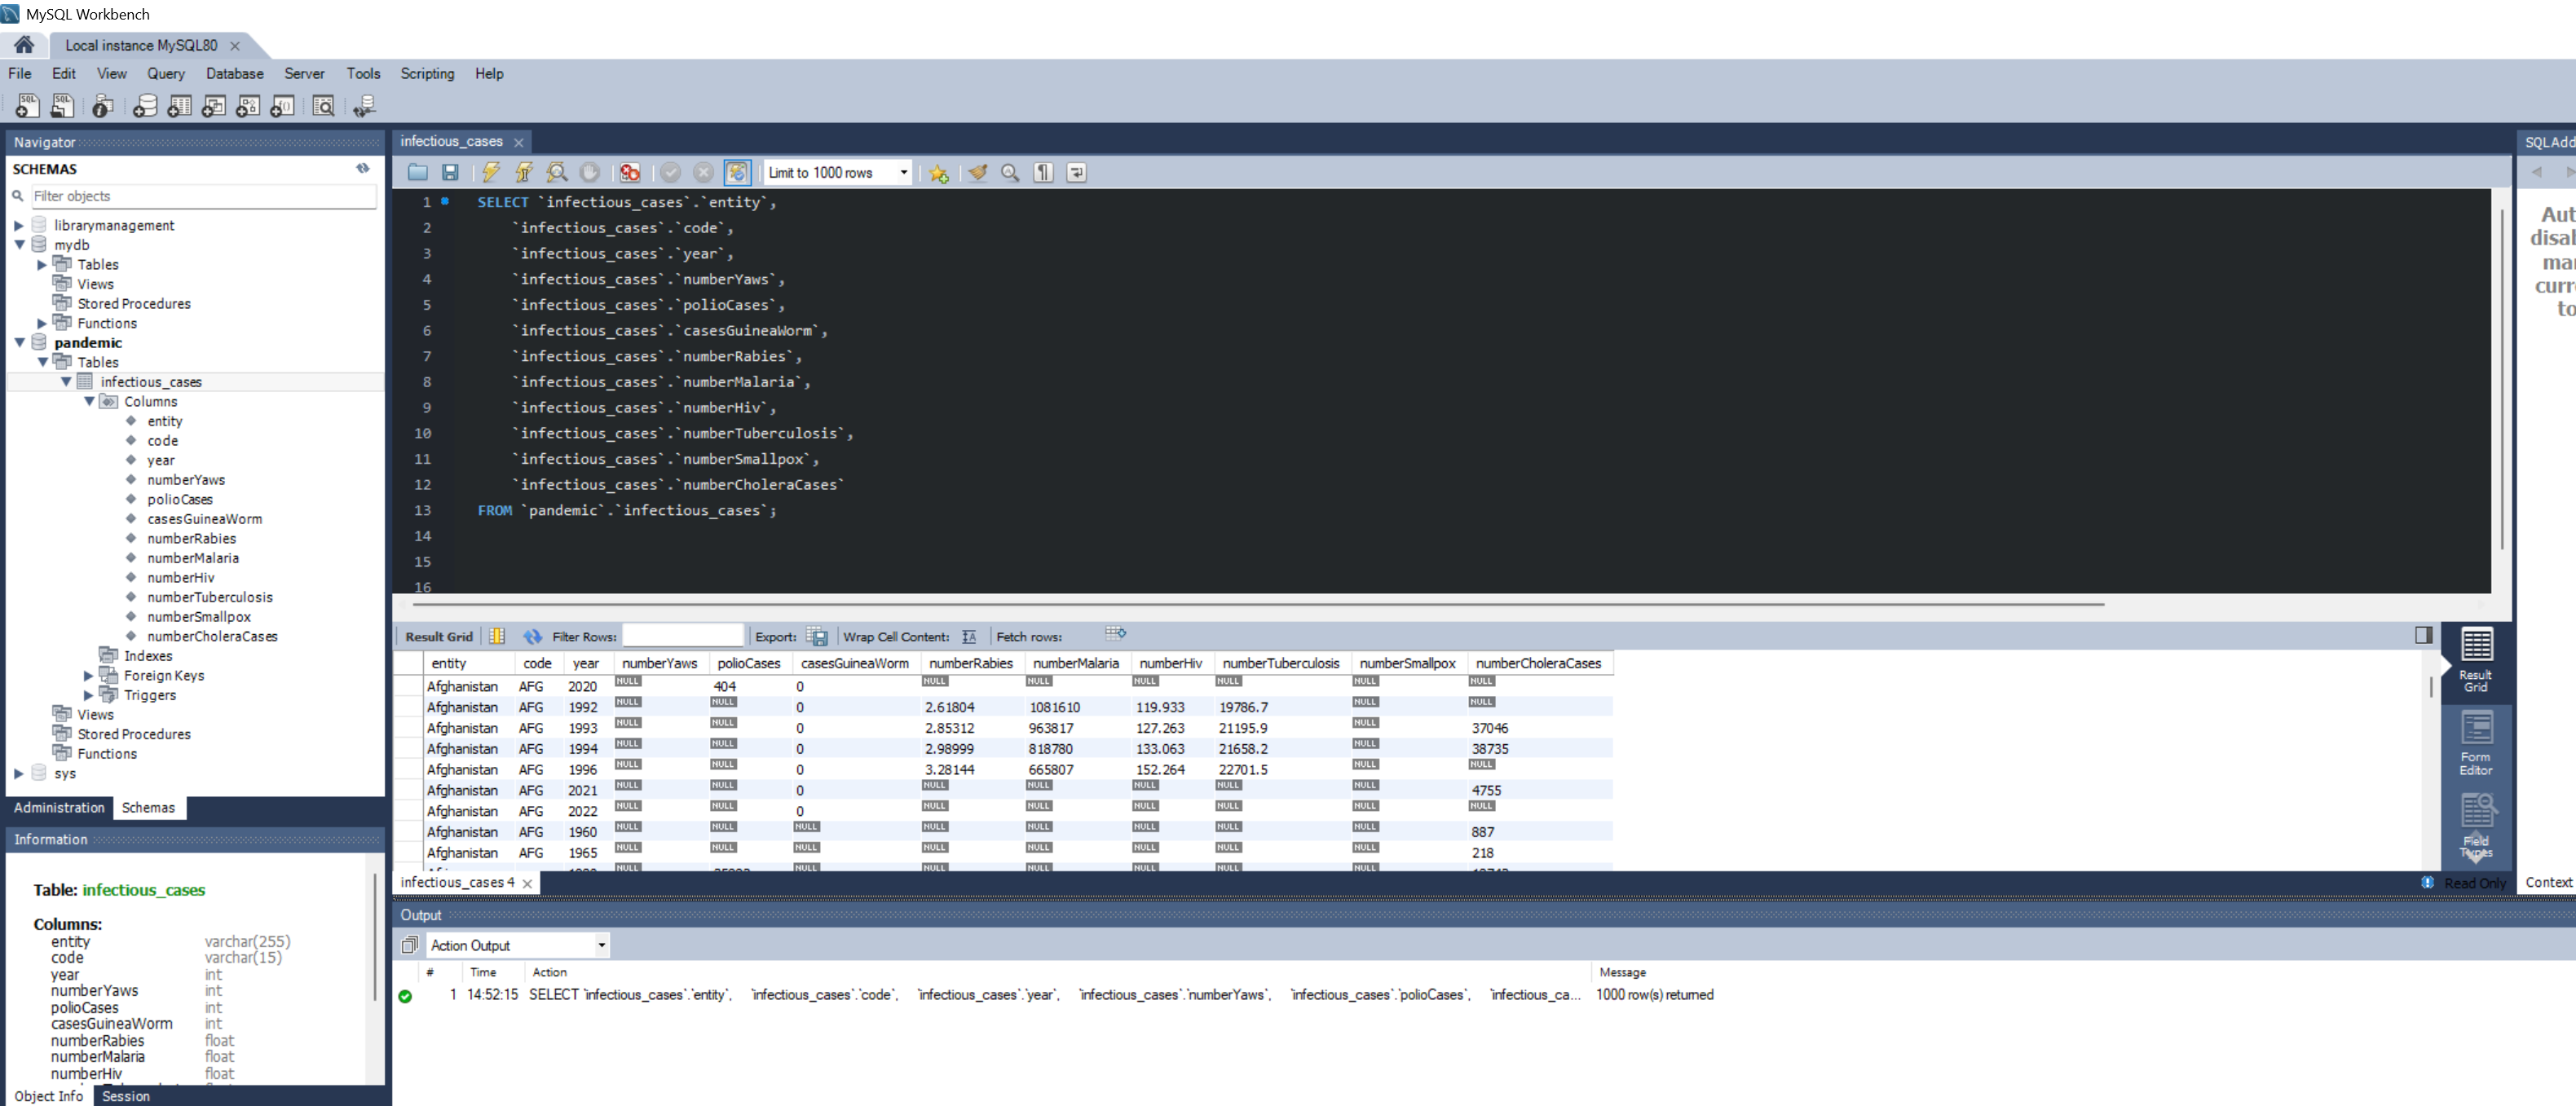 MySQL Workbench
Local instance MySQL80
File Edit View Query Database Server Tools Scripting Help
Navigator
SCHEMAS
Filter objects
librarymanagement
mydb
Tables
Views
Stored Procedures
Functions
pandemic
Tables
infectious_cases
Columns
entity
code
year
numberYaws
polioCases
casesGuineaWorm
numberRabies
numberMalaria
numberHiv
numberTuberculosis
numberSmallpox
numberCholeraCases
Indexes
Foreign Keys
Triggers
Views
Stored Procedures
Functions
sys
Administration Schemas
Information
Table: infectious_cases
Columns:
entity varchar(255)
code varchar(15)
year int
numberYaws int
polioCases int
casesGuineaWorm int
numberRabies float
numberMalaria float
numberHiv float
Object Info Session
infectious_cases
Limit to 1000 rows
1 SELECT `infectious_cases`.`entity`,
2 `infectious_cases`.`code`,
3 `infectious_cases`.`year`,
4 `infectious_cases`.`numberYaws`,
5 `infectious_cases`.`polioCases`,
6 `infectious_cases`.`casesGuineaWorm`,
7 `infectious_cases`.`numberRabies`,
8 `infectious_cases`.`numberMalaria`,
9 `infectious_cases`.`numberHiv`,
10 `infectious_cases`.`numberTuberculosis`,
11 `infectious_cases`.`numberSmallpox`,
12 `infectious_cases`.`numberCholeraCases`
13 FROM `pandemic`.`infectious_cases`;
14
15
16
Result Grid Filter Rows: Export: Wrap Cell Content: Fetch rows:
entity code year numberYaws polioCases casesGuineaWorm numberRabies numberMalaria numberHiv numberTuberculosis numberSmallpox numberCholeraCases
Afghanistan AFG 2020 NULL 404 0 NULL NULL NULL NULL NULL NULL
Afghanistan AFG 1992 NULL NULL 0 2.61804 1081610 119.933 19786.7 NULL NULL
Afghanistan AFG 1993 NULL NULL 0 2.85312 963817 127.263 21195.9 NULL 37046
Afghanistan AFG 1994 NULL NULL 0 2.98999 818780 133.063 21658.2 NULL 38735
Afghanistan AFG 1996 NULL NULL 0 3.28144 665807 152.264 22701.5 NULL NULL
Afghanistan AFG 2021 NULL NULL 0 NULL NULL NULL NULL NULL 4755
Afghanistan AFG 2022 NULL NULL 0 NULL NULL NULL NULL NULL NULL
Afghanistan AFG 1960 NULL NULL NULL NULL NULL NULL NULL NULL 887
Afghanistan AFG 1965 NULL NULL NULL NULL NULL NULL NULL NULL 218
NULL NULL NULL NULL NULL NULL NULL
Result
Grid
Form
Editor
Field
Types
infectious_cases 4
Read Only
Output
Action Output
# Time Action Message
1 14:52:15 SELECT `infectious_cases`.`entity`, `infectious_cases`.`code`, `infectious_cases`.`year`, `infectious_cases`.`numberYaws`, `infectious_cases`.`polioCases`, `infectious_ca... 1000 row(s) returned
SQLAdd
Aut
disal
mar
curr
to
Context